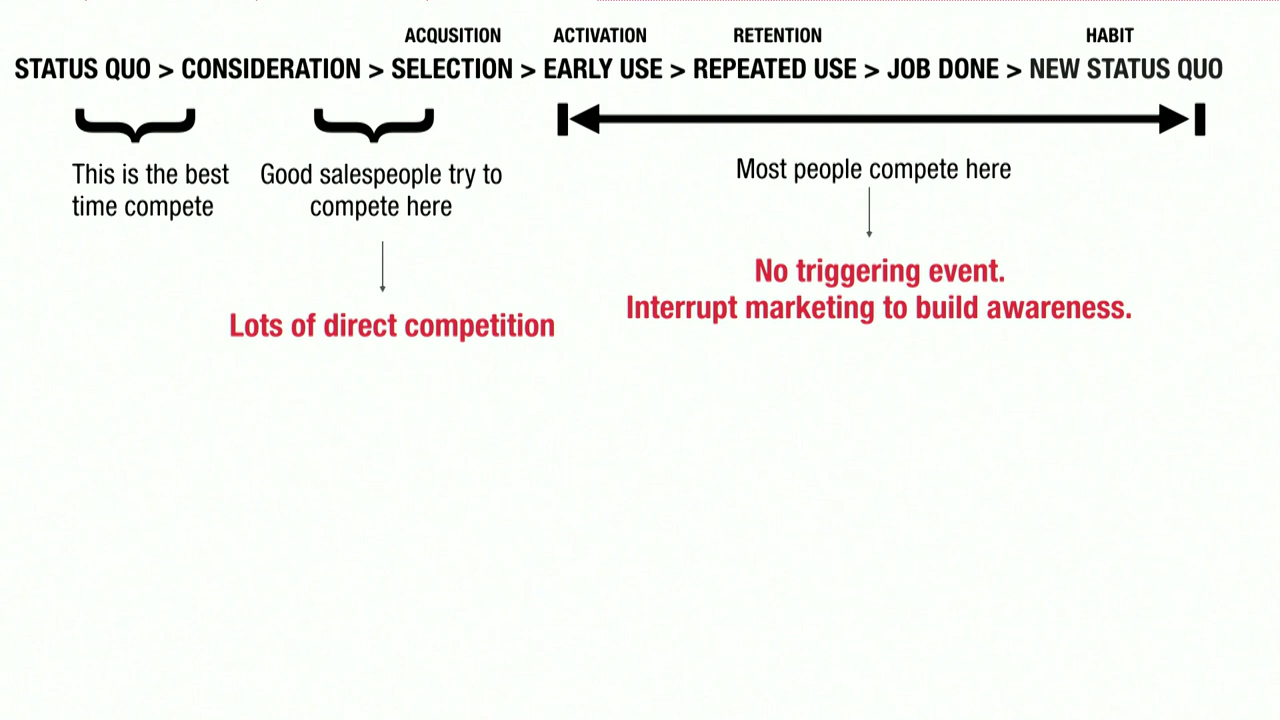 ACQUSITION ACTIVATION RETENTION HABIT
STATUS QUO > CONSIDERATION > SELECTION > EARLY USE > REPEATED USE > JOB DONE > NEW STATUS QUO
This is the best
time compete
Good salespeople try to
compete here
Most people compete here
Lots of direct competition
No triggering event.
Interrupt marketing to build awareness.